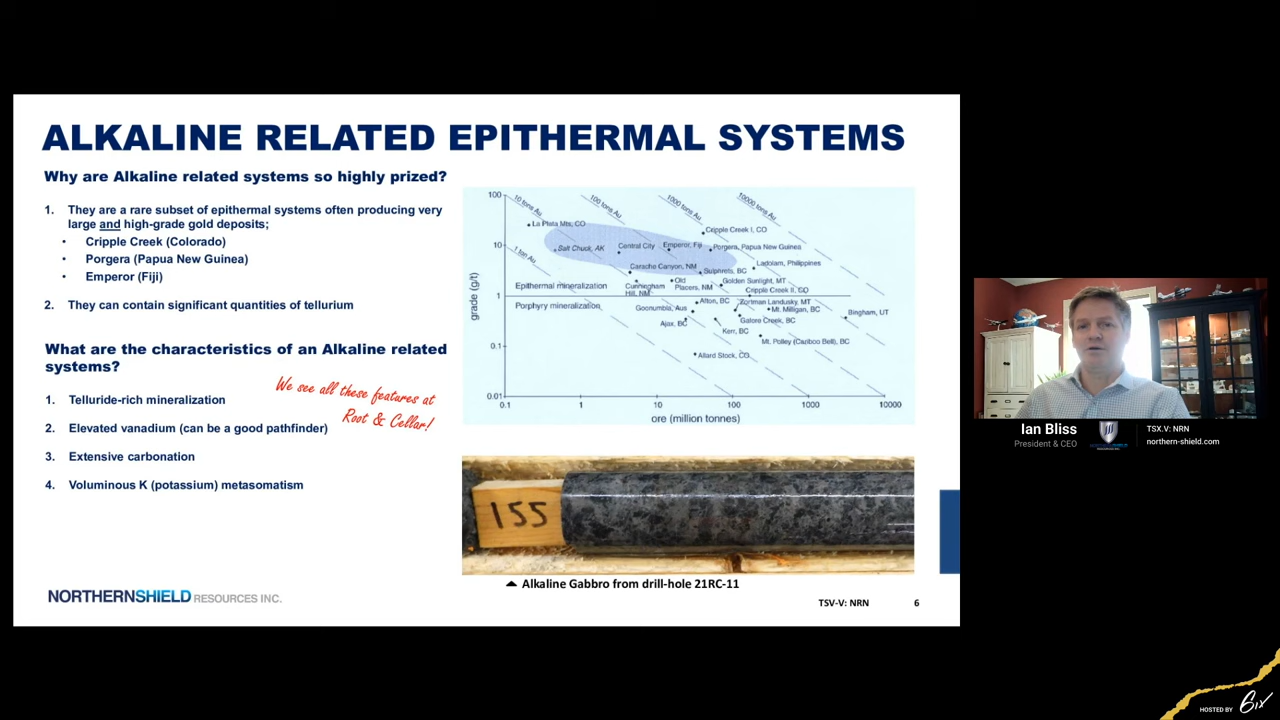 ALKALINE RELATED EPITHERMAL SYSTEMS
Why are Alkaline related systems so highly prized?
1. They are a rare subset of epithermal systems often producing very
large and high-grade gold deposits;
• Cripple Creek (Colorado)
• Porgera (Papua New Guinea)
• Emperor (Fiji)
2. They can contain significant quantities of tellurium
What are the characteristics of an Alkaline related
systems?
We see all these features at
Root & Cellar!
1. Telluride-rich mineralization
2. Elevated vanadium (can be a good pathfinder)
3. Extensive carbonation
4. Voluminous K (potassium) metasomatism
NORTHERNSHIELD RESOURCES INC.
grade (g/t)
100
10
1
0.1
0.01
10 tons Au
100 tons Au
1000 tons Au
10000 tons Au
1 ton Au
La Plata Mts, CO
Cripple Creek I, CO
Salt Chuck, AK
Central City
Emperor, Fiji
Porgera, Papua New Guinea
Ladolam, Philippines
Carache Canyon, NM
Sulphrets, BC
Golden Sunlight, MT
Epithermal mineralization
Cunningham
Hill, NM
Old
Placers, NM
Cripple Creek II, CO
Porphyry mineralization
Goonumbla, Aus
Afton, BC
Zortman Landusky, MT
Mt. Milligan, BC
Bingham, UT
Ajax, BC
Galore Creek, BC
Kerr, BC
Mt. Polley (Cariboo Bell), BC
Allard Stock, CO
0.1 1 10 100 1000 10000
ore (million tonnes)
155
Alkaline Gabbro from drill-hole 21RC-11
TSV-V: NRN 6
Ian Bliss
President & CEO
TSX.V: NRN
northern-shield.com
HOSTED BY 6ix